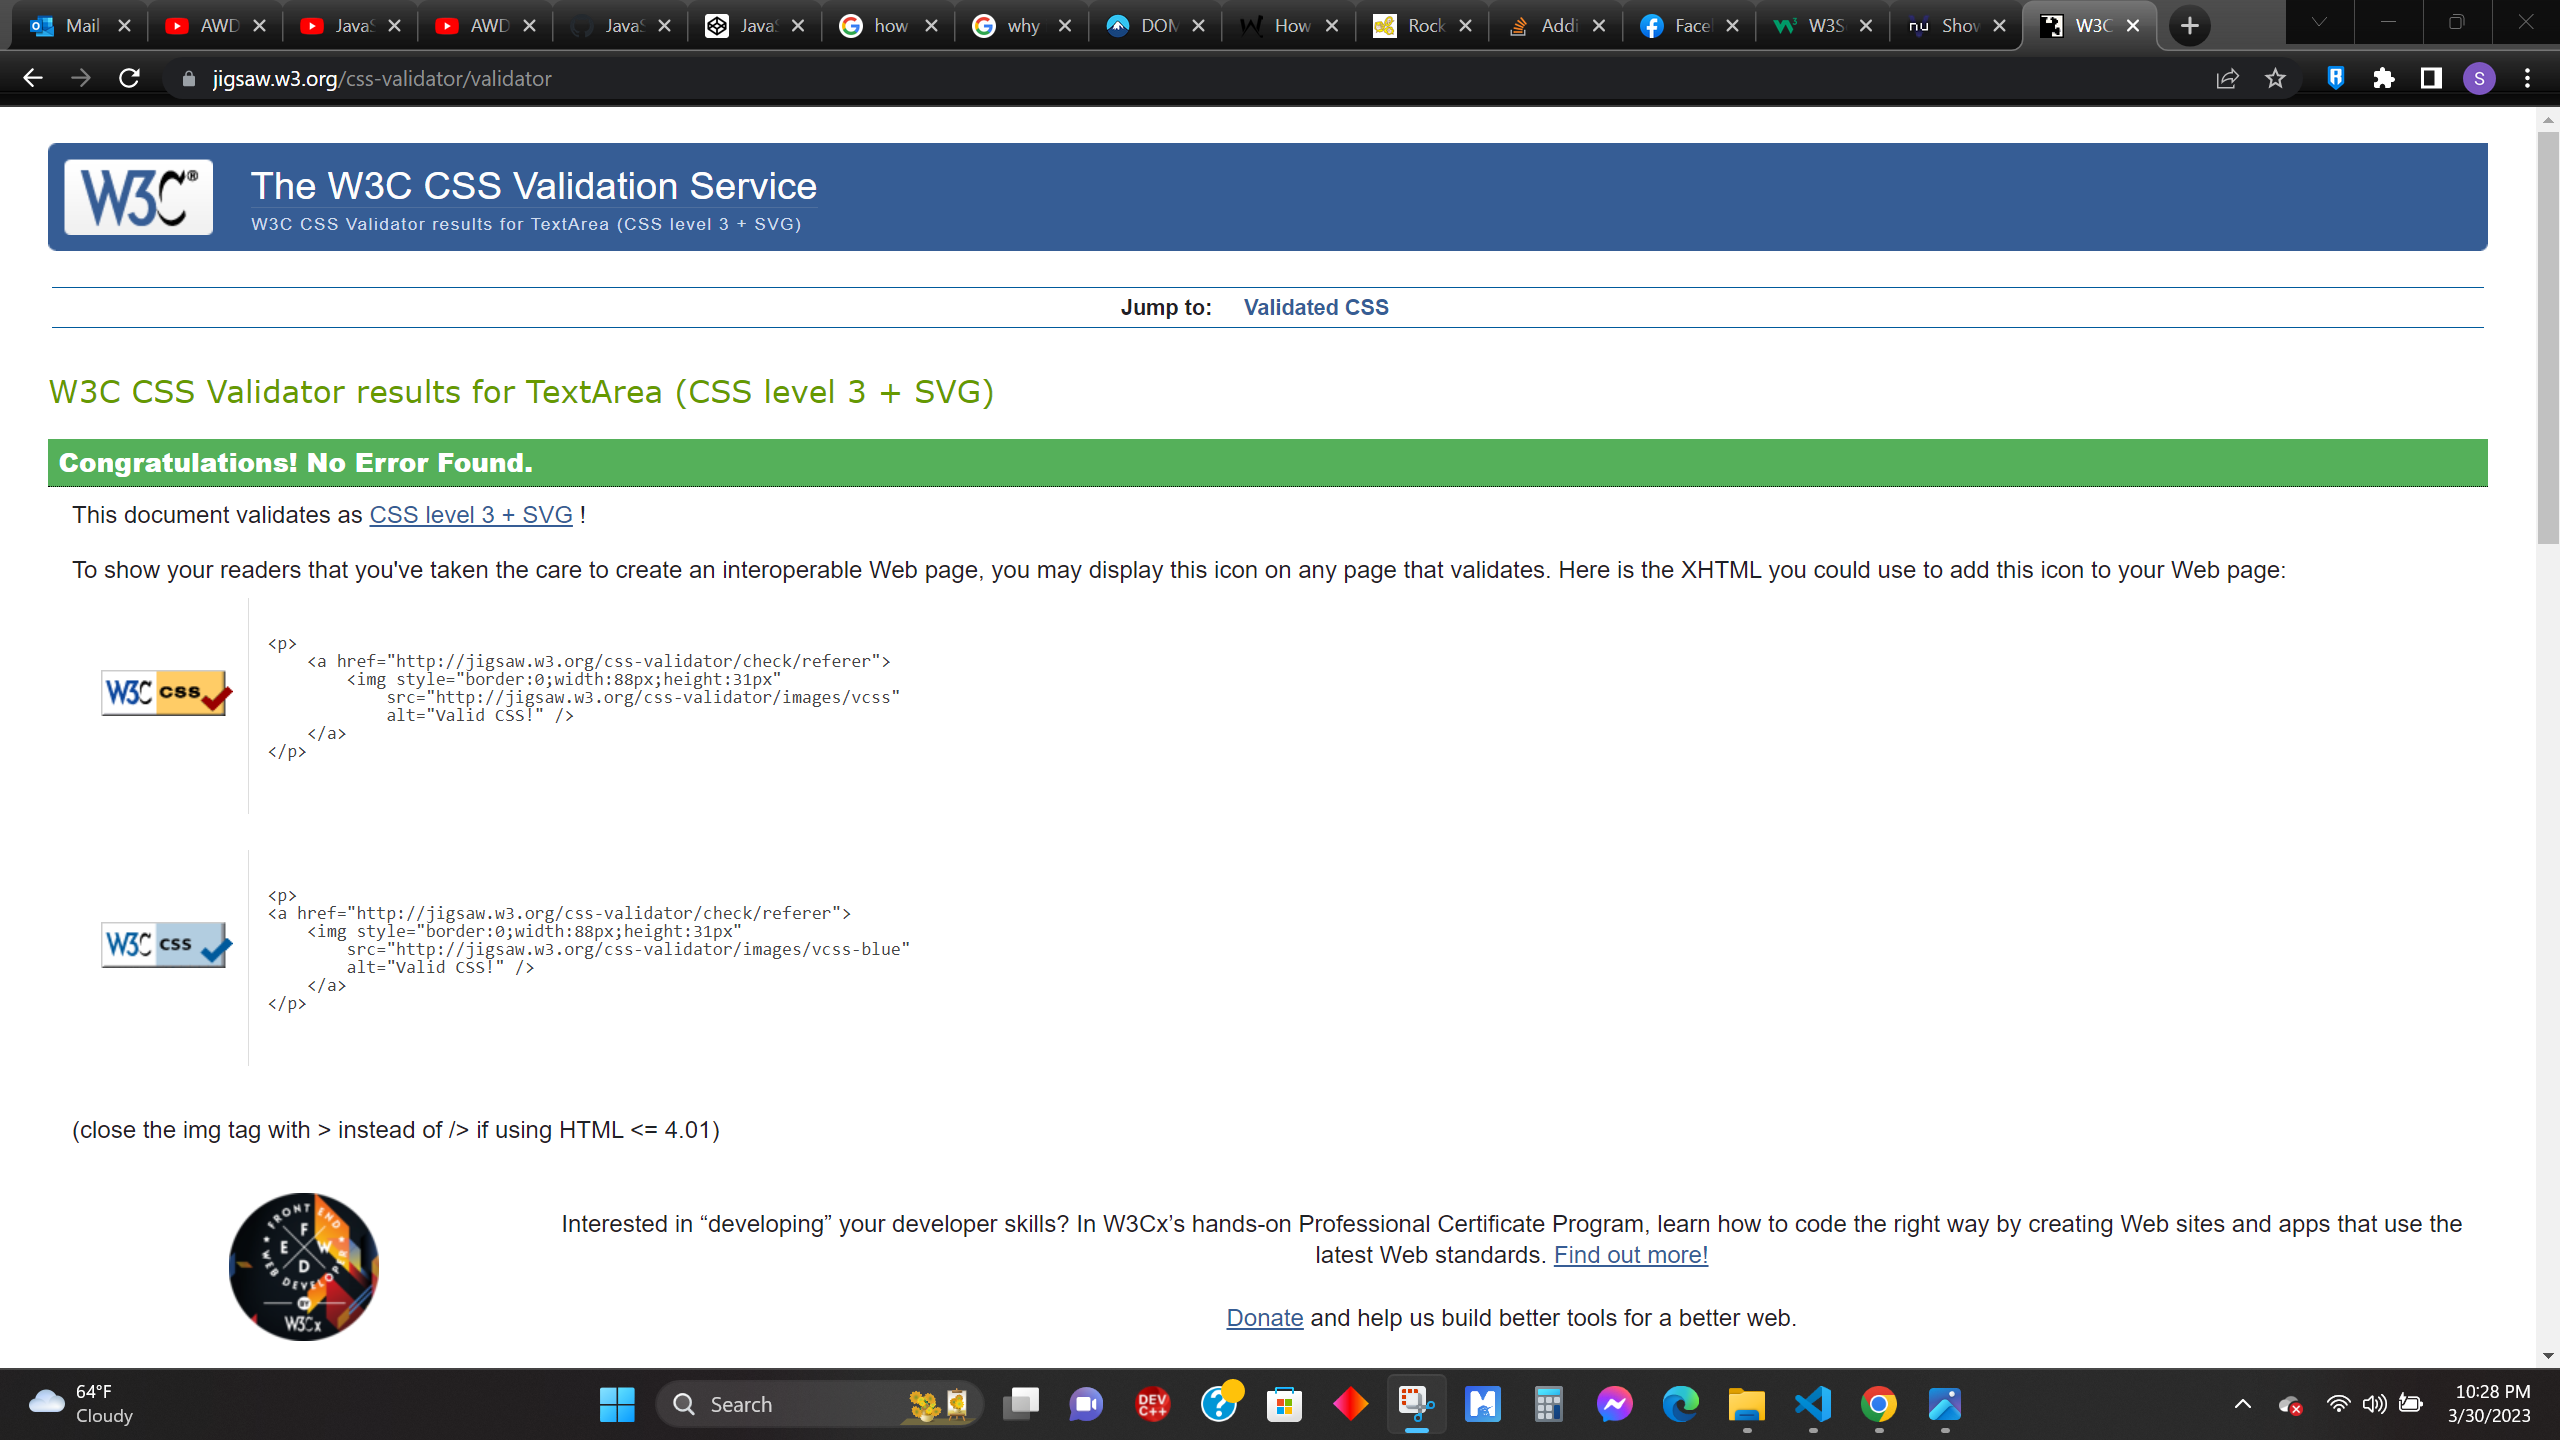 Mail AWD JavaS AWD JavaS JavaS how why DOM How Rock Addi Face W3S Show W3C
jigsaw.w3.org/css-validator/validator S
W3C® The W3C CSS Validation Service
W3C CSS Validator results for TextArea (CSS level 3 + SVG)
Jump to: Validated CSS
W3C CSS Validator results for TextArea (CSS level 3 + SVG)
Congratulations! No Error Found.
This document validates as CSS level 3 + SVG !
To show your readers that you've taken the care to create an interoperable Web page, you may display this icon on any page that validates. Here is the XHTML you could use to add this icon to your Web page:
<p>
<a href="http://jigsaw.w3.org/css-validator/check/referer">
<img style="border:0;width:88px;height:31px"
W3C css
src="http://jigsaw.w3.org/css-validator/images/vcss"
alt="Valid CSS!" />
</a>
</p>
<p>
<a href="http://jigsaw.w3.org/css-validator/check/referer">
<img style="border:0;width:88px;height:31px"
W3C css
src="http://jigsaw.w3.org/css-validator/images/vcss-blue"
alt="Valid CSS!" />
</a>
</p>
(close the img tag with > instead of /> if using HTML <= 4.01)
FRONT END
F E W D
WEB DEVELOPER
BY
W3Cx
Interested in “developing” your developer skills? In W3Cx’s hands-on Professional Certificate Program, learn how to code the right way by creating Web sites and apps that use the
latest Web standards. Find out more!
Donate and help us build better tools for a better web.
64°F
Cloudy
Search
DEV C++
10:28 PM
3/30/2023